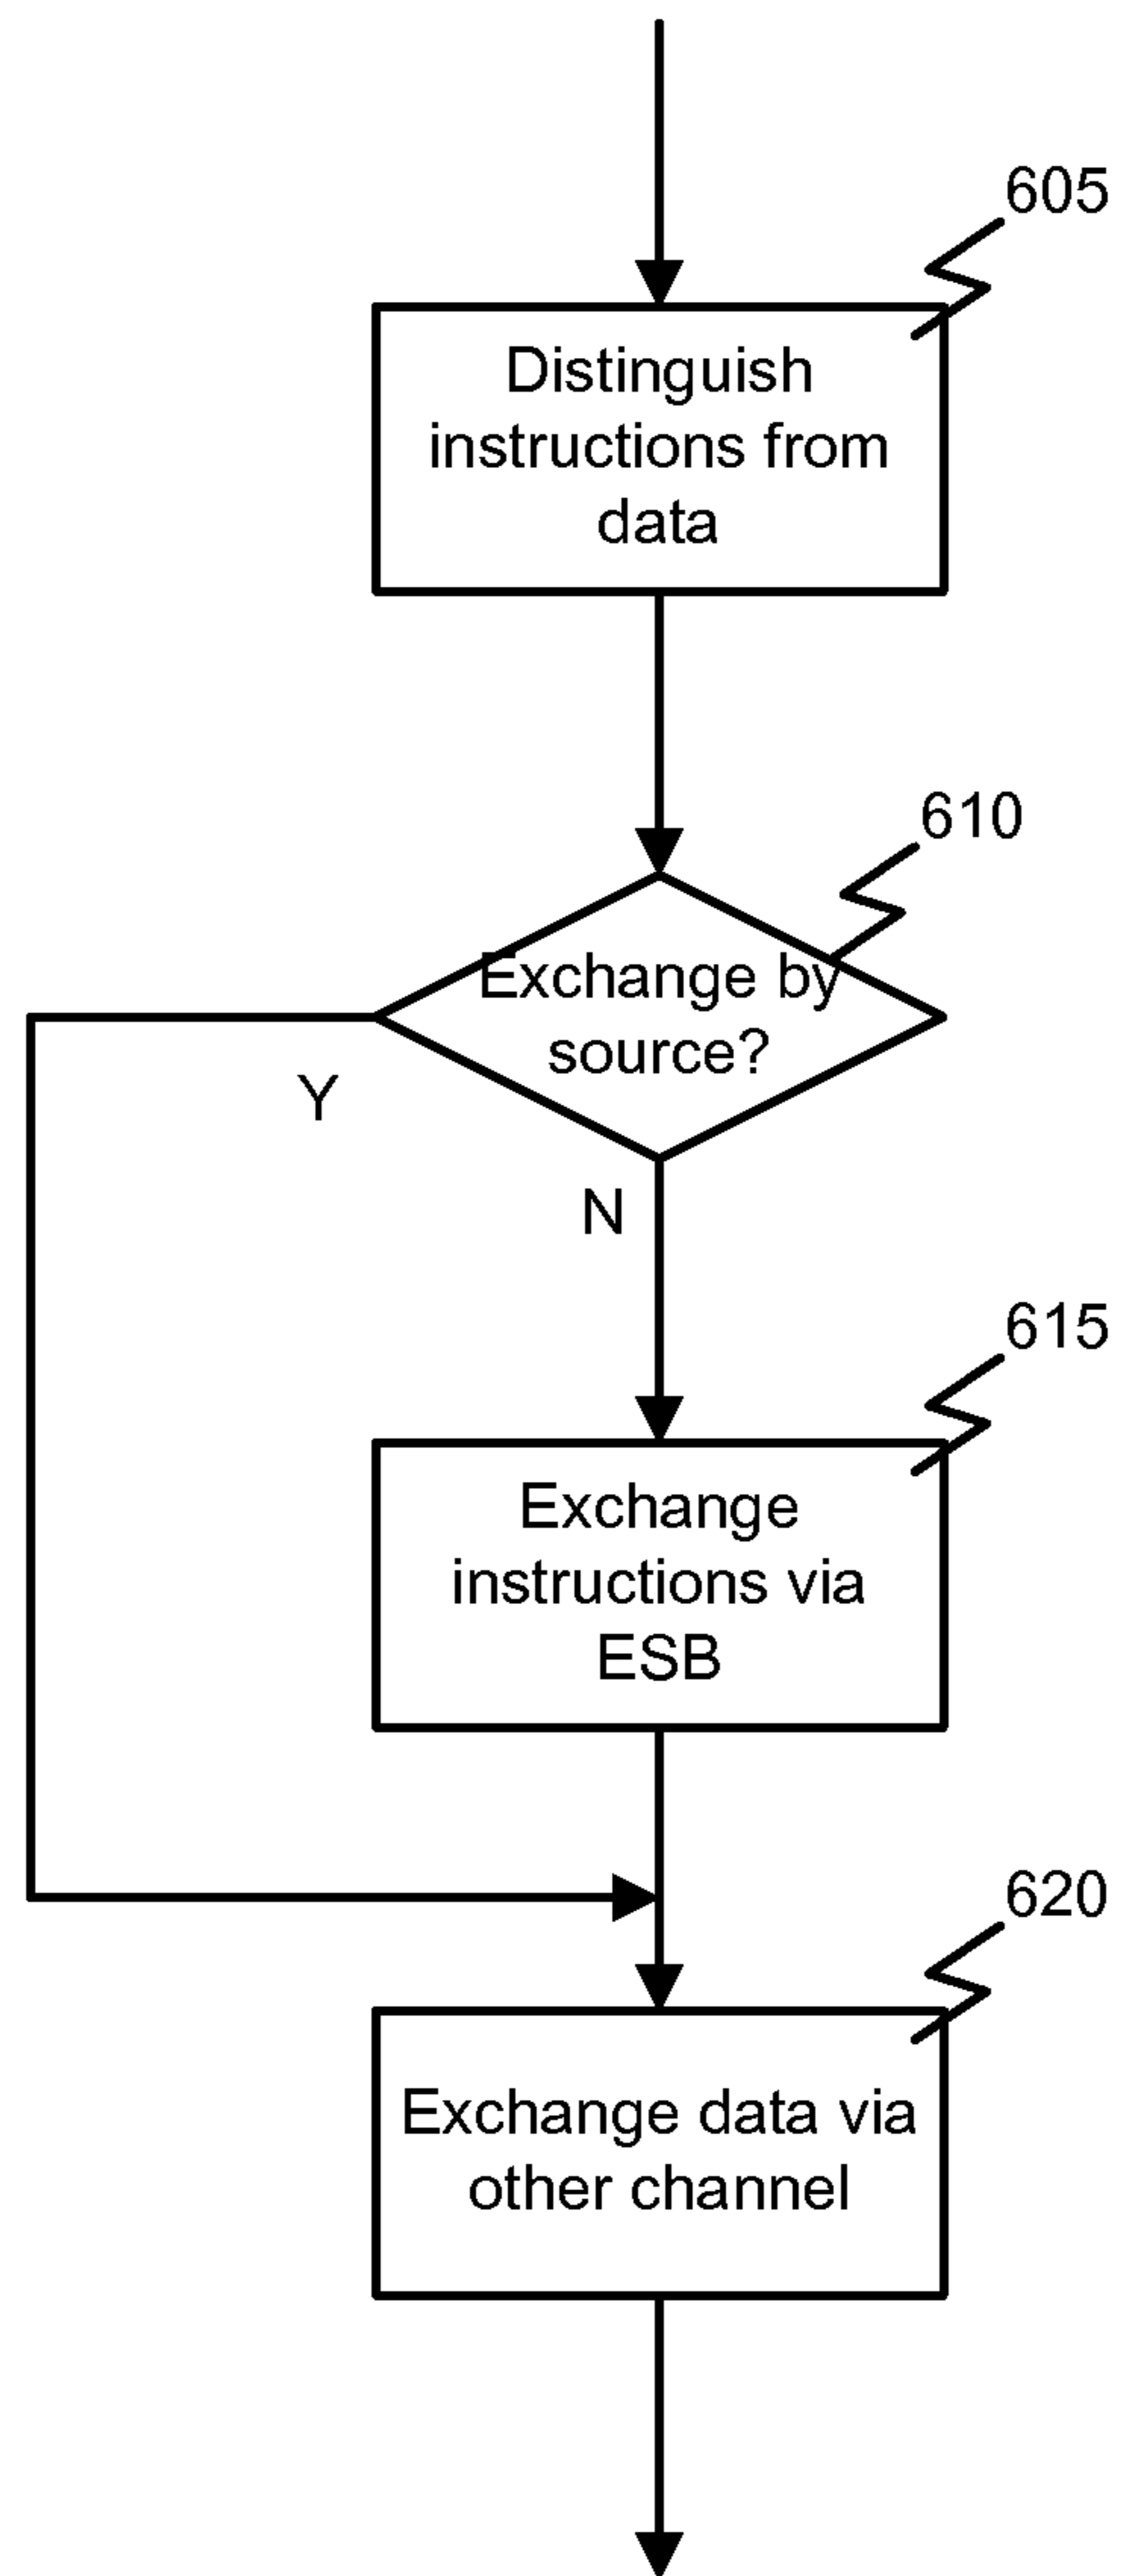 605
Distinguish
instructions from
data
610
Exchange by
source?
Y
N
615
Exchange
instructions via
ESB
620
Exchange data via
other channel